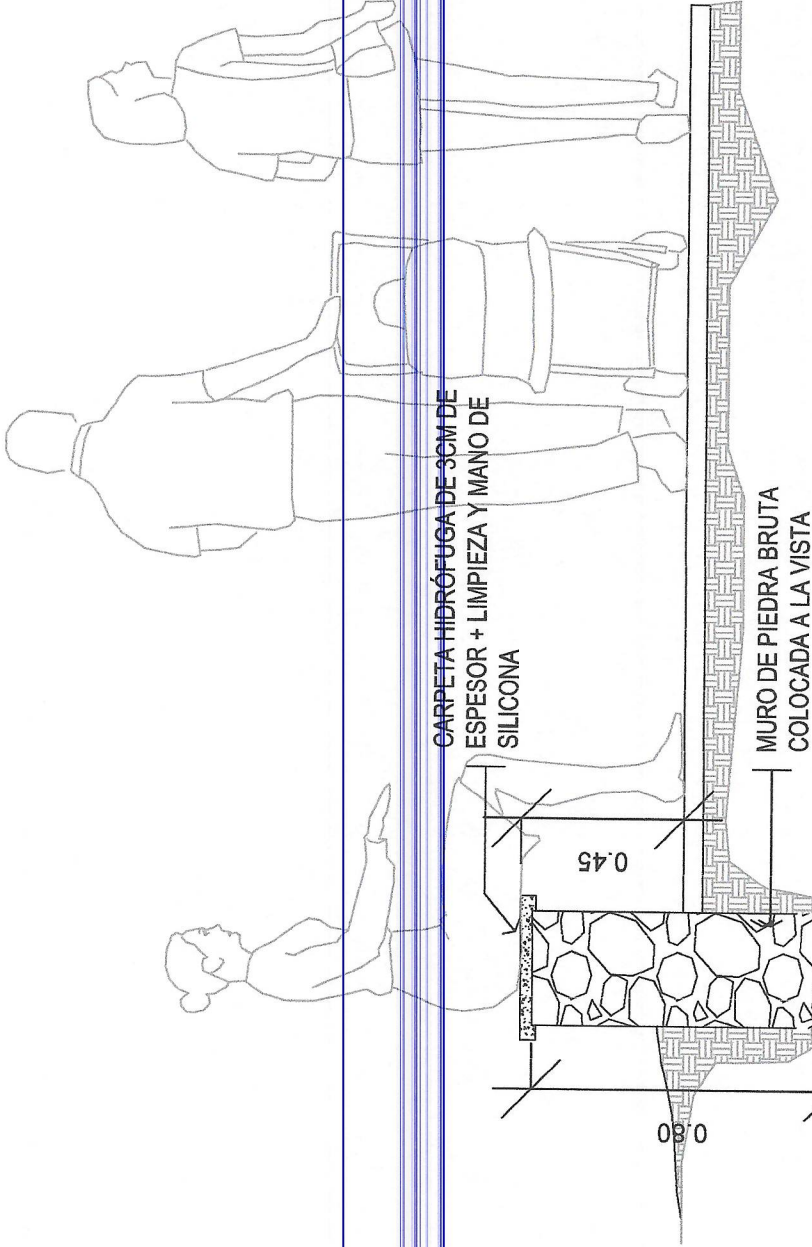 CARPETA HIDRÓFUGA DE 3CM DE
ESPESOR + LIMPIEZA Y MANO DE
SILICONA
0.45
MURO DE PIEDRA BRUTA
COLOCADA A LA VISTA
0.80